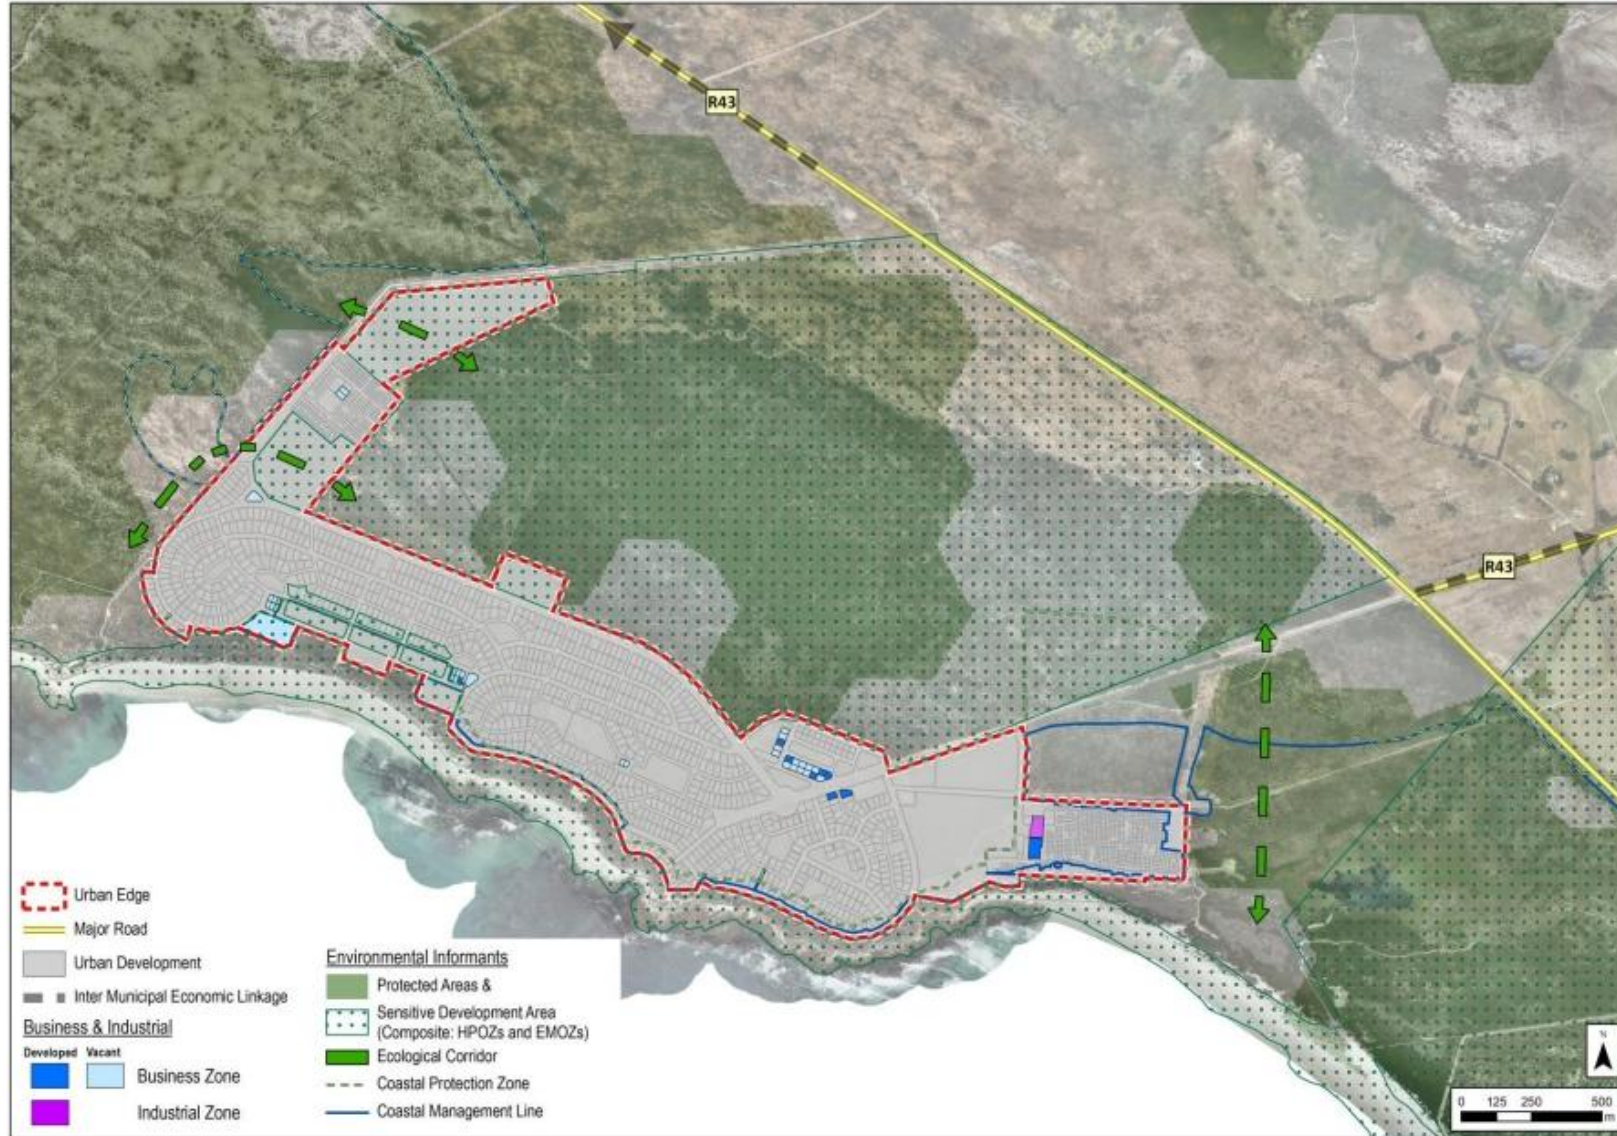 R43
R43
Urban Edge
Major Road
Urban Development
Inter Municipal Economic Linkage
Business & Industrial
Developed Vacant
Business Zone
Industrial Zone
Environmental Informants
Protected Areas &
Sensitive Development Area
(Composite: HPOZs and EMOZs)
Ecological Corridor
Coastal Protection Zone
Coastal Management Line
N
0 125 250 500
m